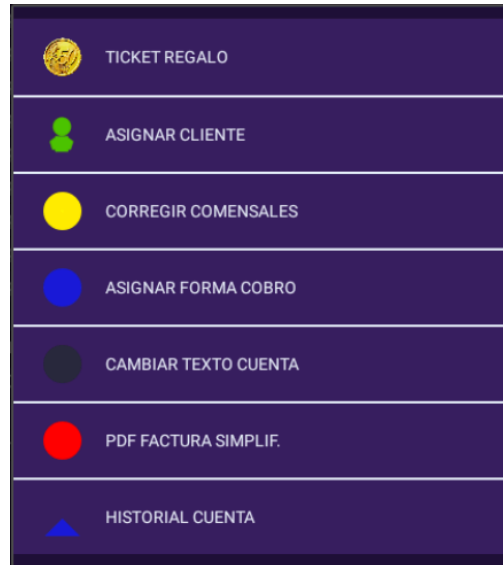 TICKET REGALO
ASIGNAR CLIENTE
CORREGIR COMENSALES
ASIGNAR FORMA COBRO
CAMBIAR TEXTO CUENTA
PDF FACTURA SIMPLIF.
HISTORIAL CUENTA